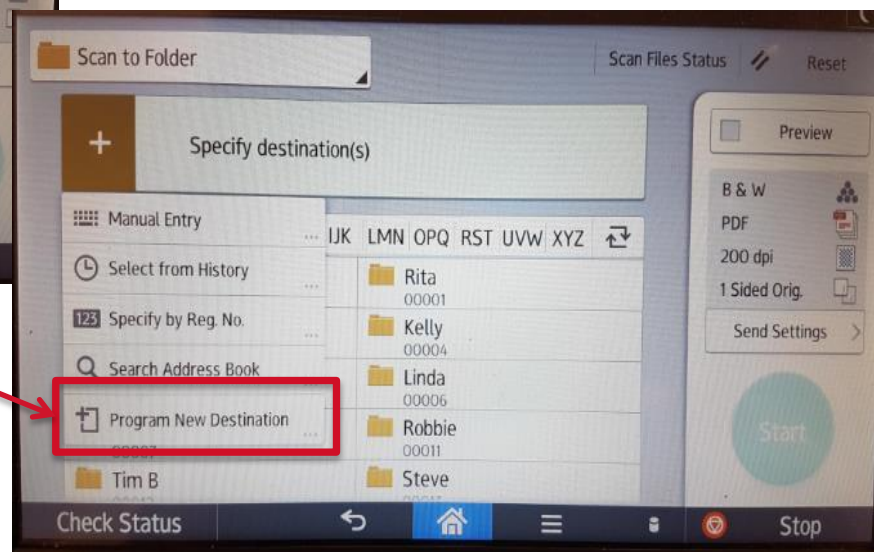 Scan to Folder
Scan Files Status
Reset
+ Specify destination(s)
Preview
B & W
PDF
200 dpi
1 Sided Orig.
Send Settings >
Start
Manual Entry ...
Select from History ...
123 Specify by Reg. No. ...
Search Address Book
Program New Destination ...
IJK LMN OPQ RST UVW XYZ
Rita
00001
Kelly
00004
Linda
00006
Robbie
00011
Tim B
Steve
Check Status
Stop